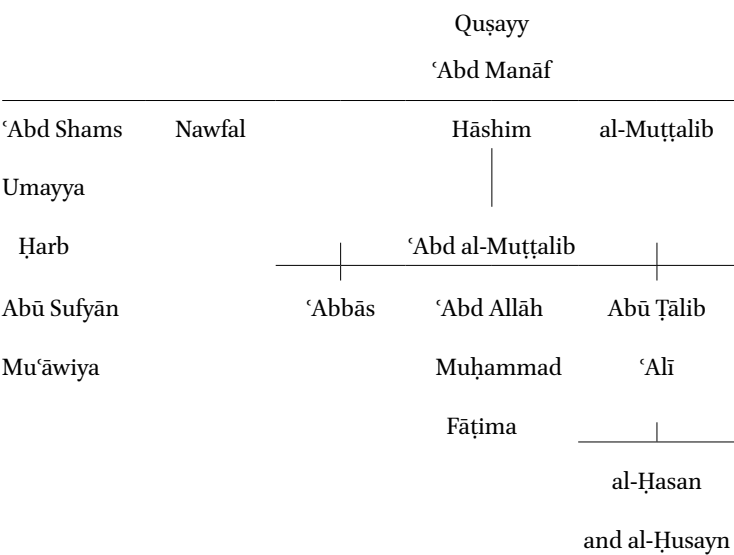 Quṣayy
ʿAbd Manāf
ʿAbd Shams Nawfal Hāshim al-Muṭṭalib
Umayya
Ḥarb ʿAbd al-Muṭṭalib
Abū Sufyān ʿAbbās ʿAbd Allāh Abū Ṭālib
Muʿāwiya Muḥammad ʿAlī
Fāṭima
al-Ḥasan
and al-Ḥusayn